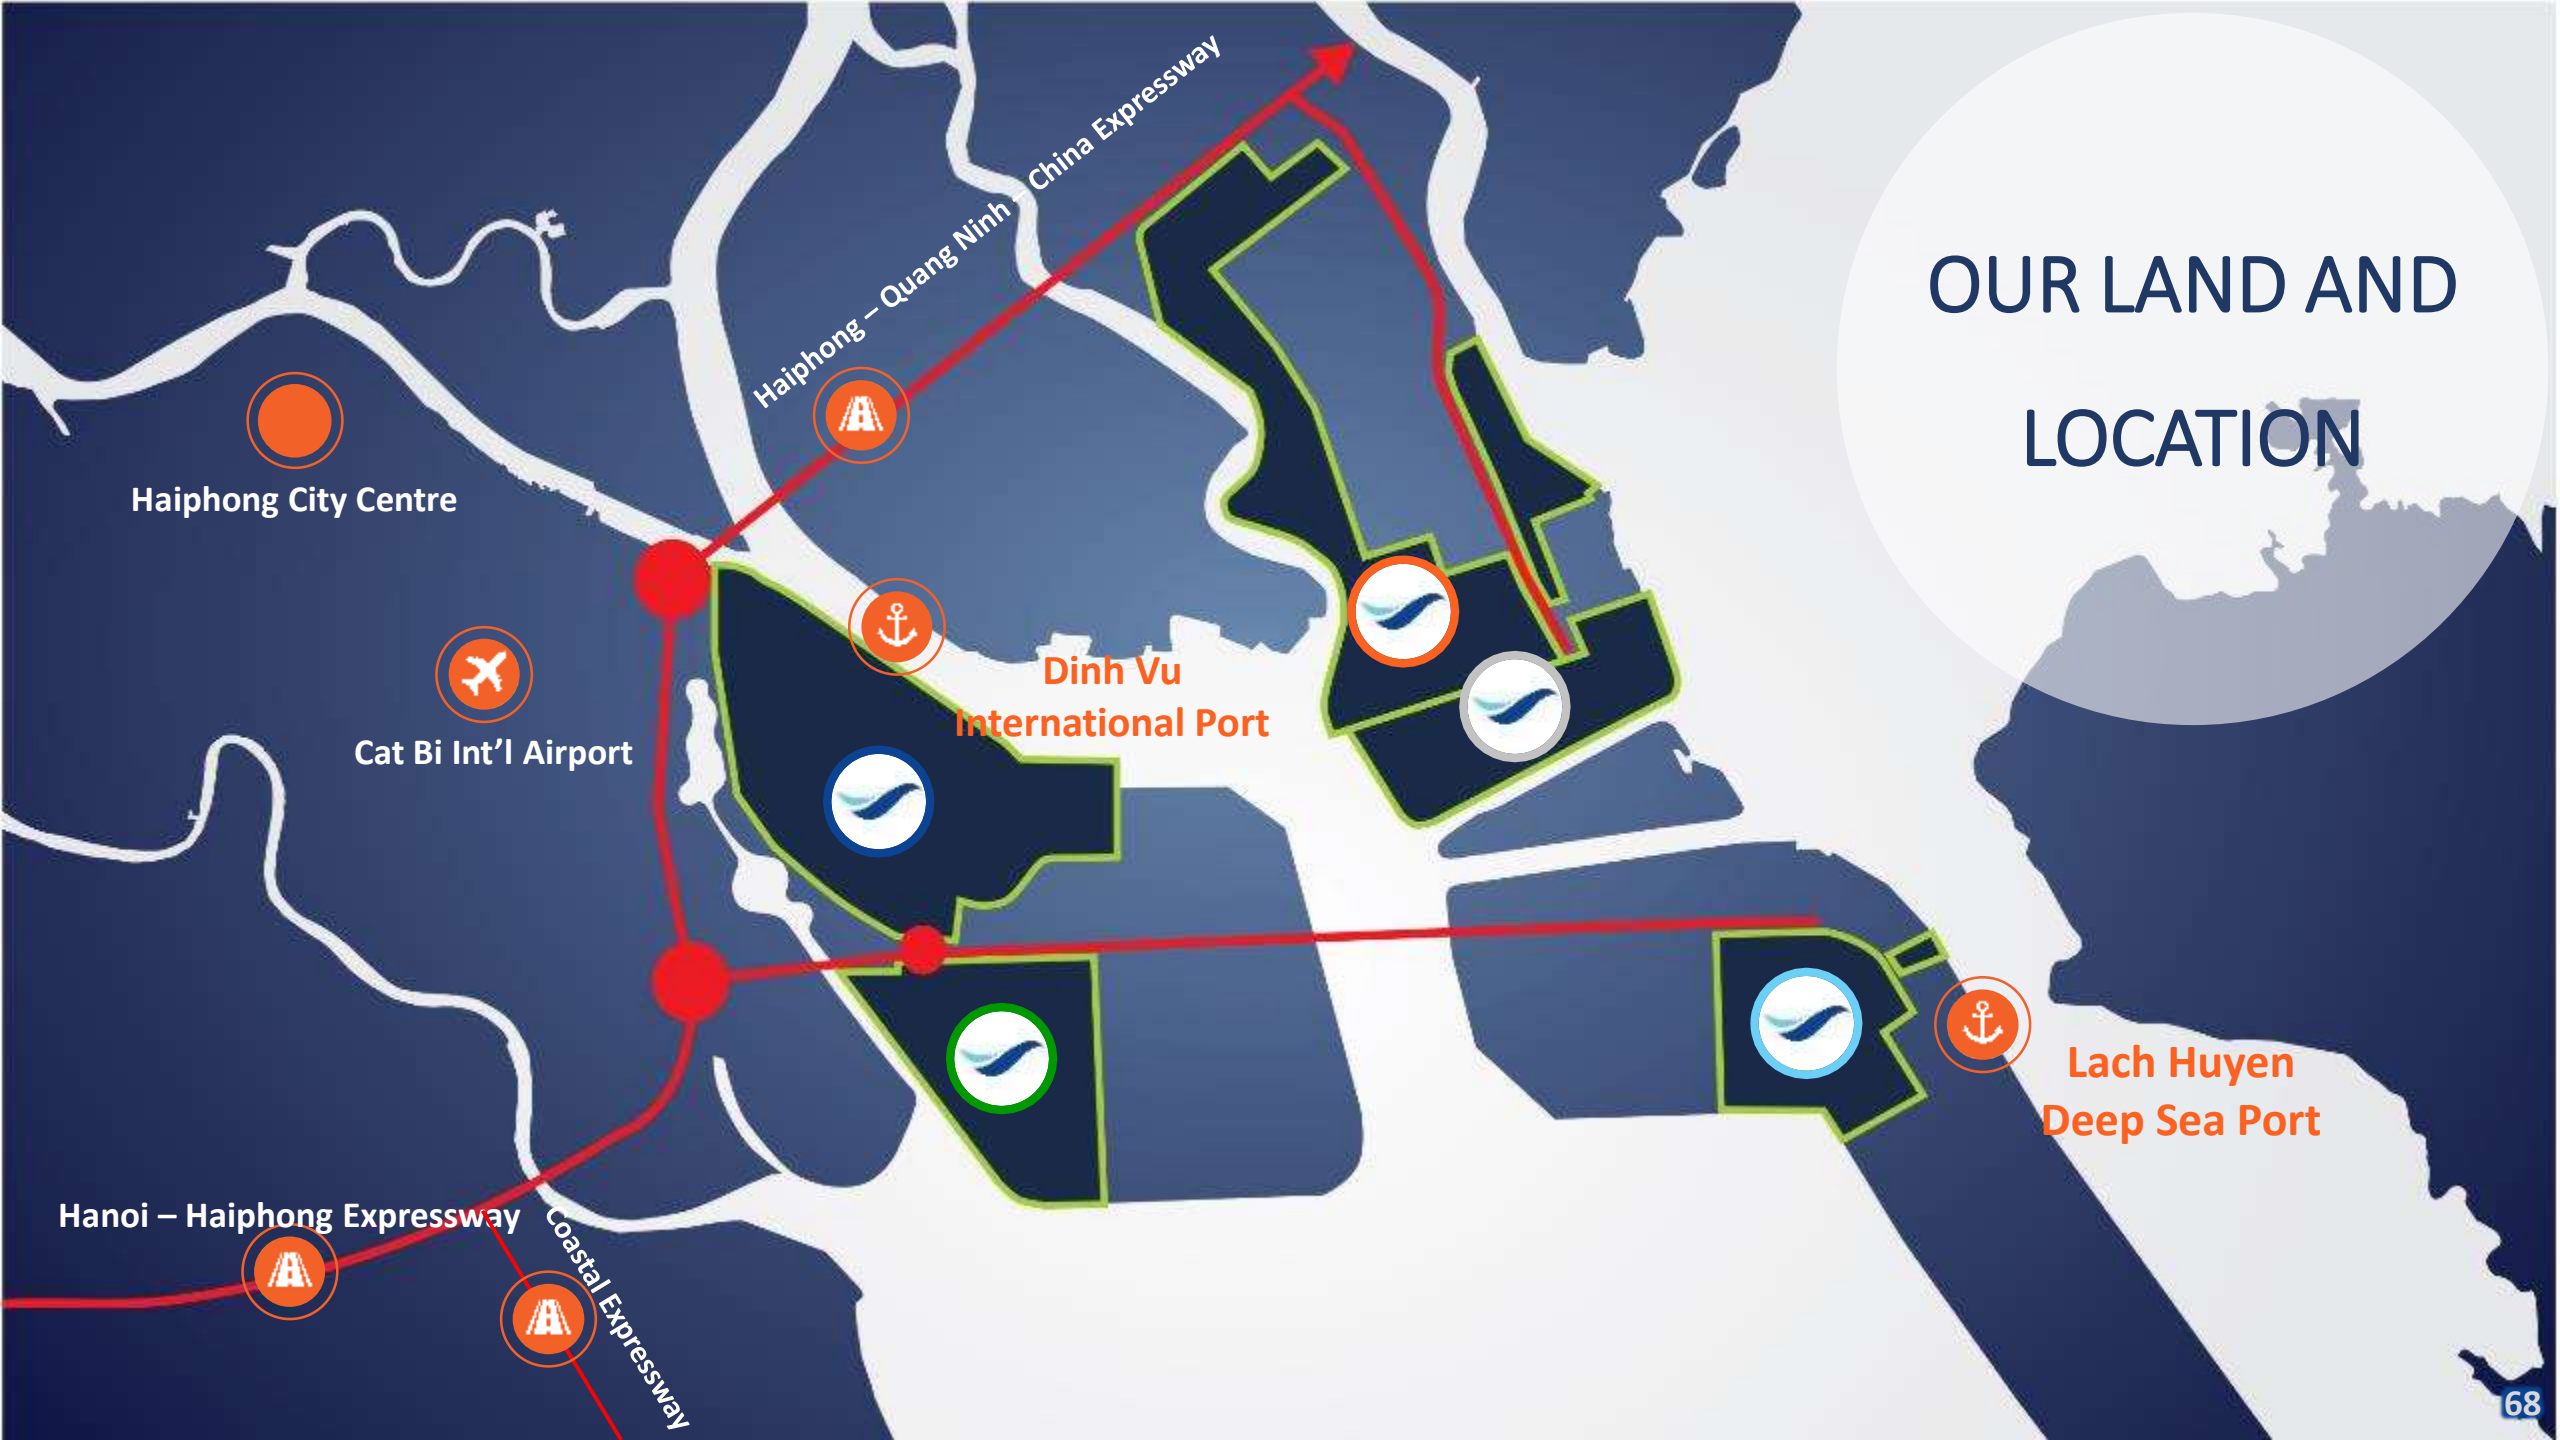 OUR LAND AND
LOCATION
Haiphong – Quang Ninh - China Expressway
Haiphong City Centre
Dinh Vu
International Port
Cat Bi Int'l Airport
Lach Huyen
Deep Sea Port
Hanoi – Haiphong Expressway
Coastal Expressway
68